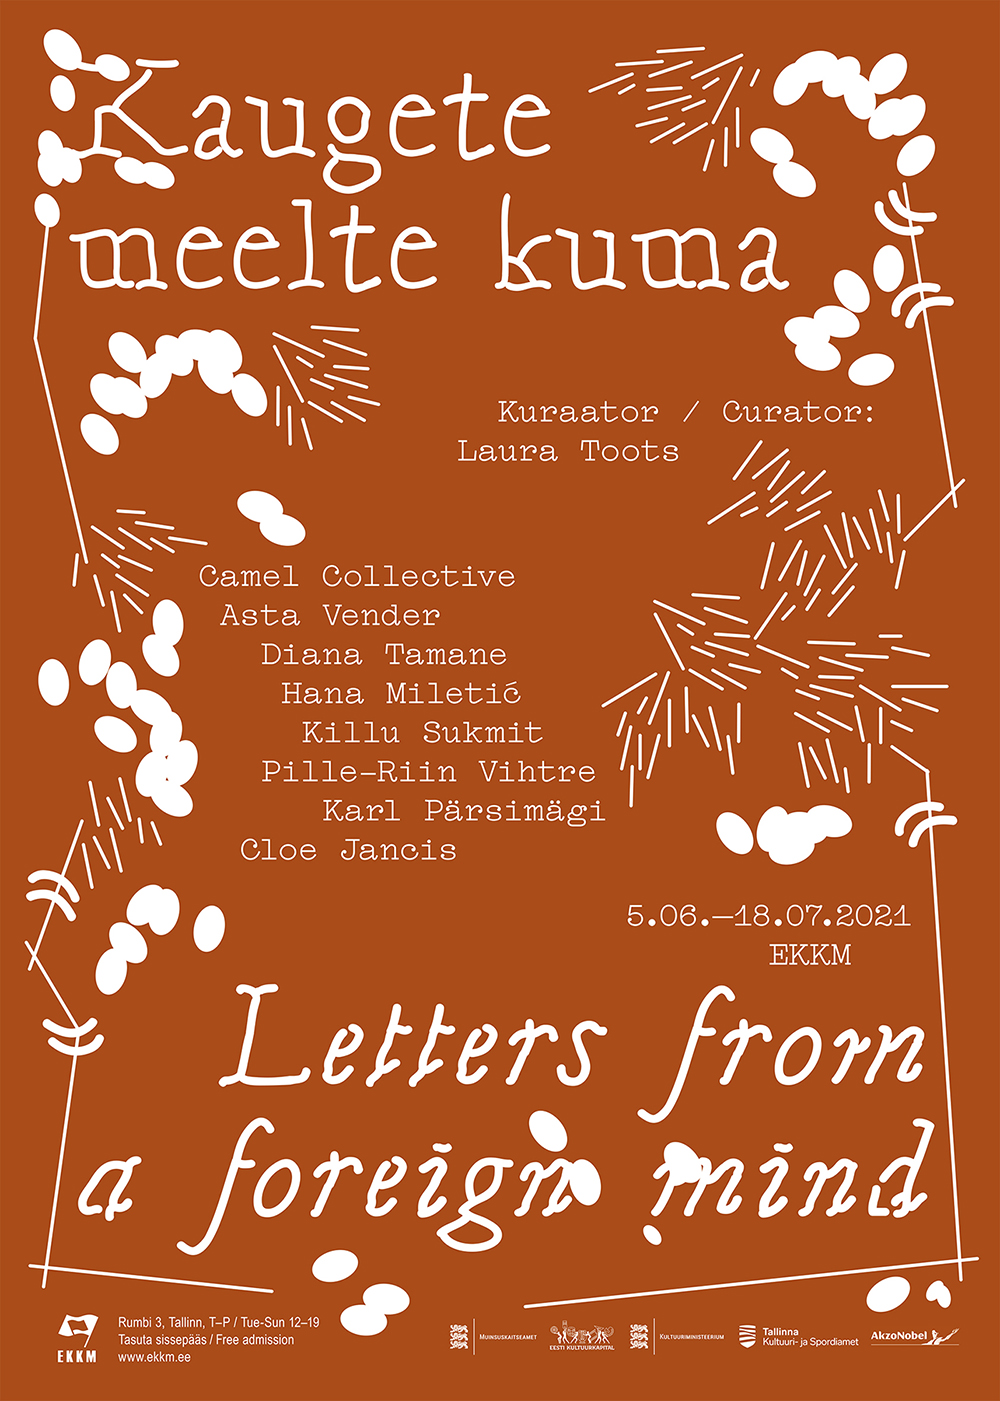 Kaugete
meelte kuma
Kuraator / Curator:
Laura Toots
Camel Collective
Asta Vender
Diana Tamane
Hana Miletić
Killu Sukmit
Pille-Riin Vihtre
Karl Pärsimägi
Cloe Jancis
5.06.—18.07.2021
EKKM
Letters from
a foreign mind
EKKM
Rumbi 3, Tallinn, T–P / Tue-Sun 12–19
Tasuta sissepääs / Free admission
www.ekkm.ee
MUINSUSKAITSEAMET
EESTI KULTUURKAPITAL
KULTUURIMINISTEERIUM
Tallinna
Kultuuri- ja Spordiamet
AkzoNobel